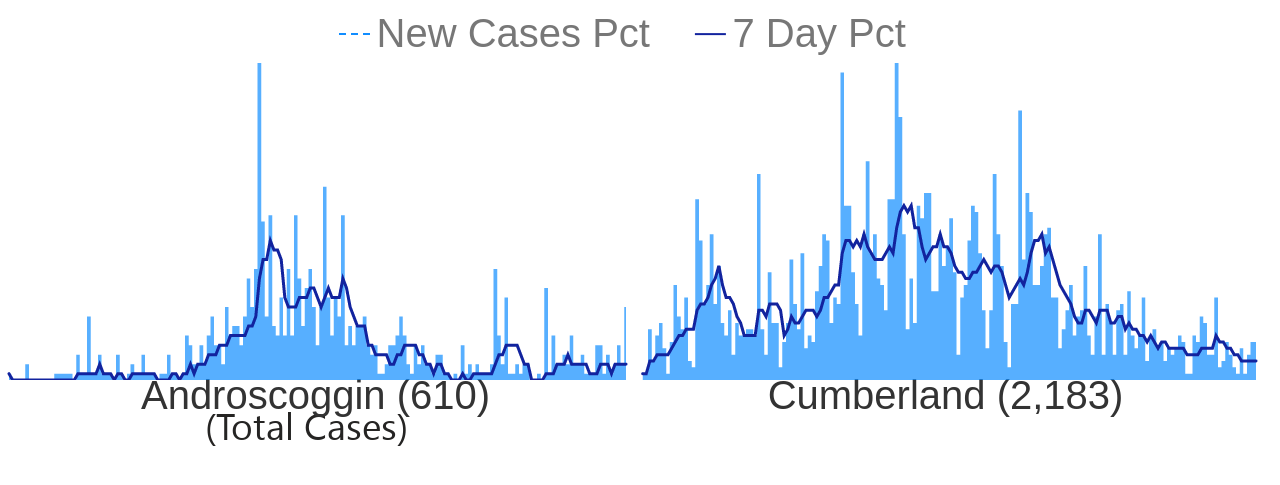 New Cases Pct 7 Day Pct
Androscoggin (610) Cumberland (2,183)
(Total Cases)